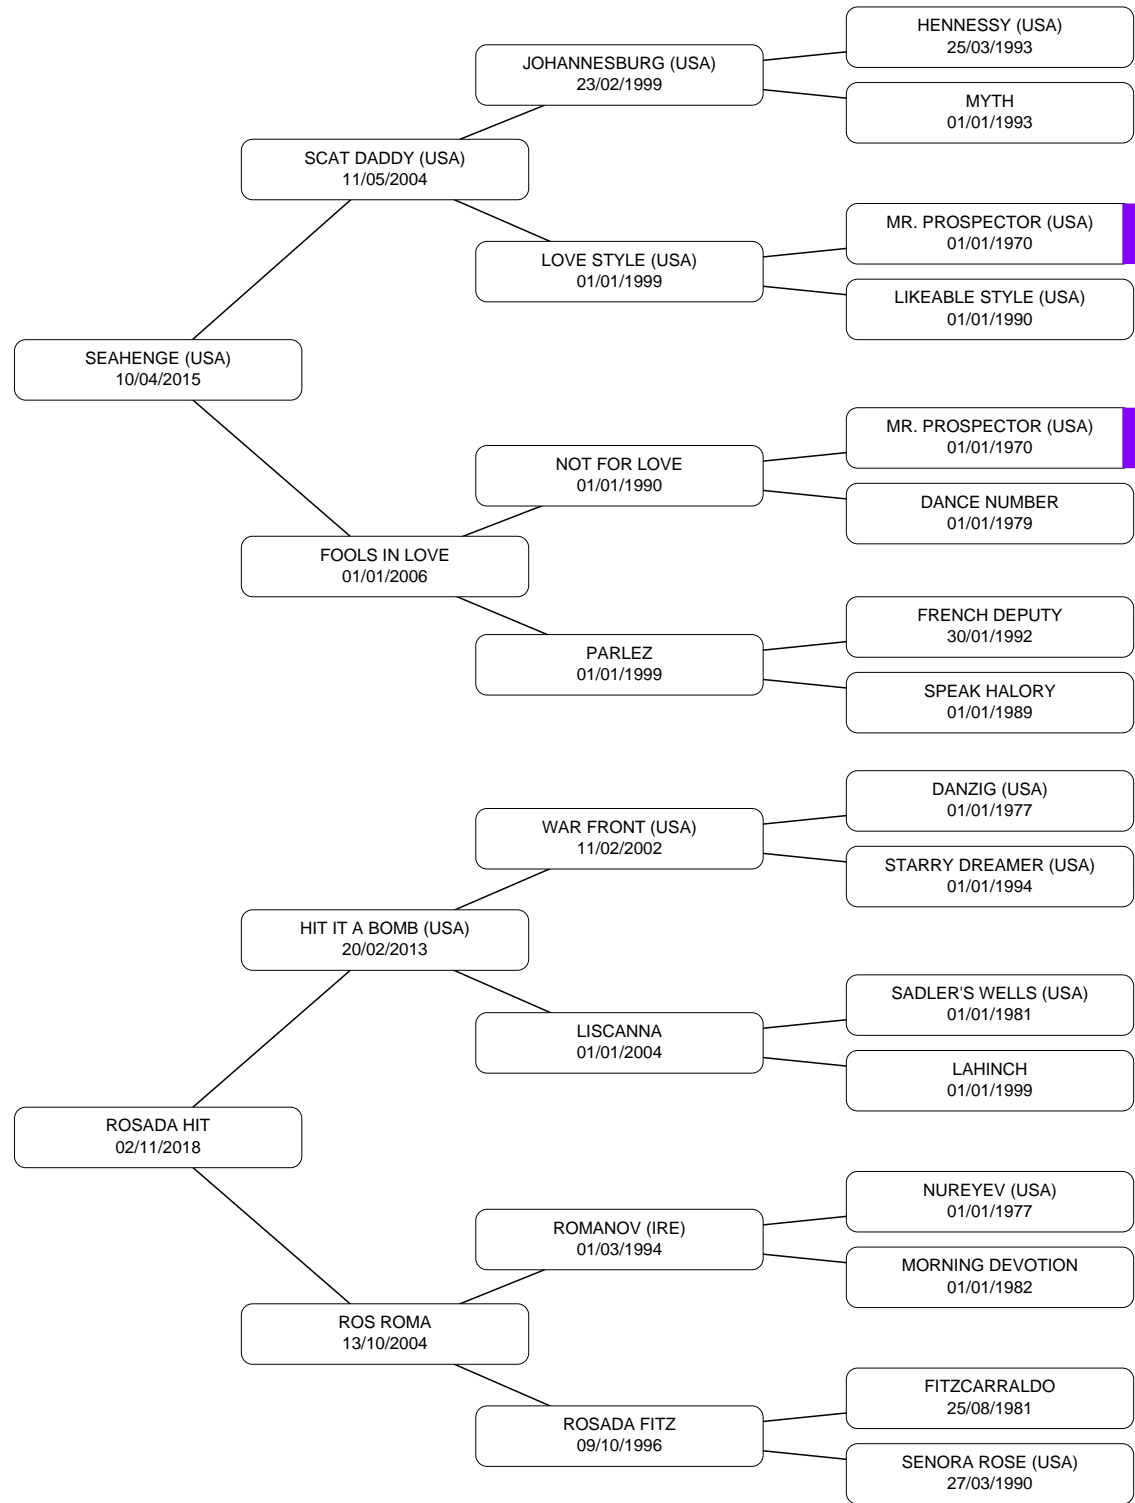 HENNESSY (USA)
25/03/1993
JOHANNESBURG (USA)
23/02/1999
MYTH
01/01/1993
SCAT DADDY (USA)
11/05/2004
MR. PROSPECTOR (USA)
01/01/1970
LOVE STYLE (USA)
01/01/1999
LIKEABLE STYLE (USA)
01/01/1990
SEAHENGE (USA)
10/04/2015
MR. PROSPECTOR (USA)
01/01/1970
NOT FOR LOVE
01/01/1990
DANCE NUMBER
01/01/1979
FOOLS IN LOVE
01/01/2006
FRENCH DEPUTY
30/01/1992
PARLEZ
01/01/1999
SPEAK HALORY
01/01/1989
DANZIG (USA)
01/01/1977
WAR FRONT (USA)
11/02/2002
STARRY DREAMER (USA)
01/01/1994
HIT IT A BOMB (USA)
20/02/2013
SADLER'S WELLS (USA)
01/01/1981
LISCANNA
01/01/2004
LAHINCH
01/01/1999
ROSADA HIT
02/11/2018
NUREYEV (USA)
01/01/1977
ROMANOV (IRE)
01/03/1994
MORNING DEVOTION
01/01/1982
ROS ROMA
13/10/2004
FITZCARRALDO
25/08/1981
ROSADA FITZ
09/10/1996
SENORA ROSE (USA)
27/03/1990